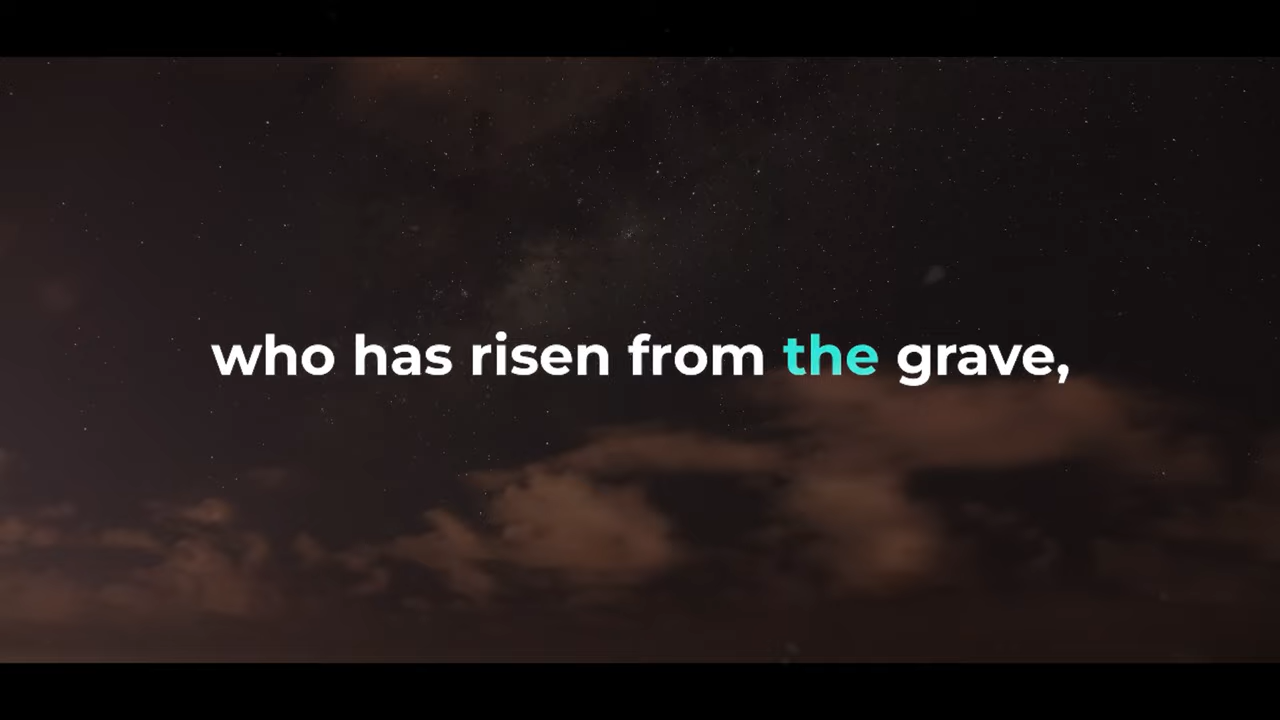 who has risen from the grave,